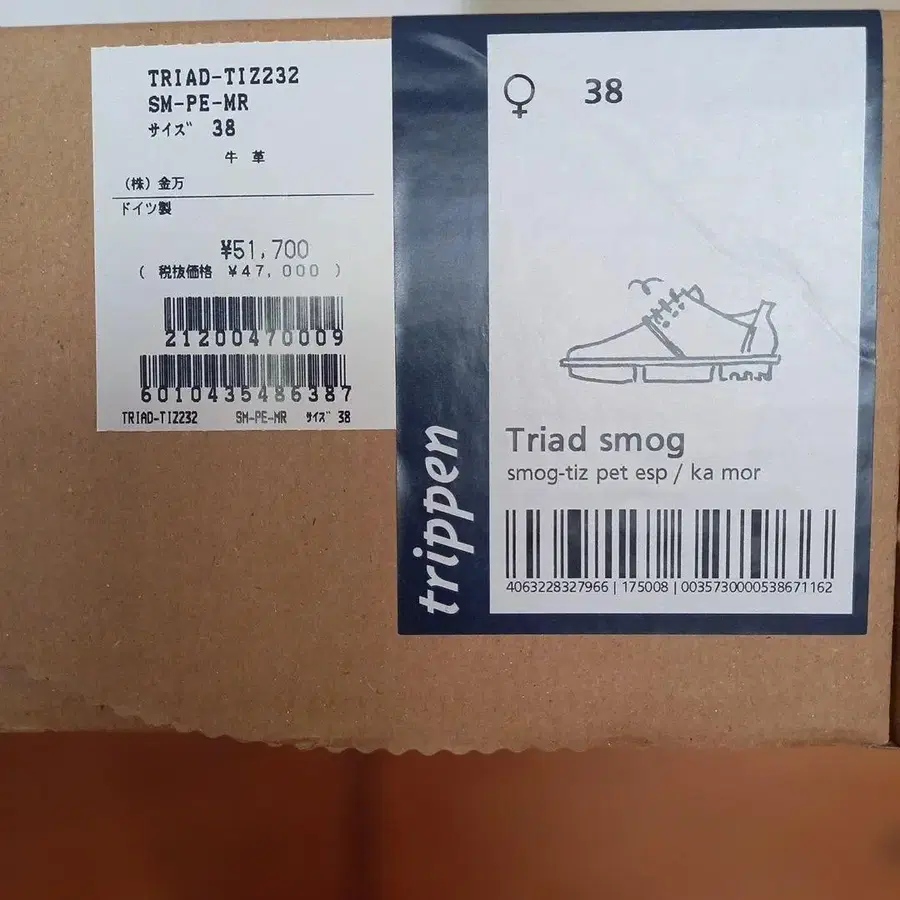 TRIAD-TIZ232
SM-PE-MR
サイズ 38
牛 革
(株)金万
ドイツ製
¥51,700
( 税抜価格 ¥47,000 )
21200470009
6010435486387
TRIAD-TIZ232 SM-PE-MR サイズ 38
trippen
♀ 38
Triad smog
smog-tiz pet esp / ka mor
4063228327966 | 175008 | 0035730000538671162